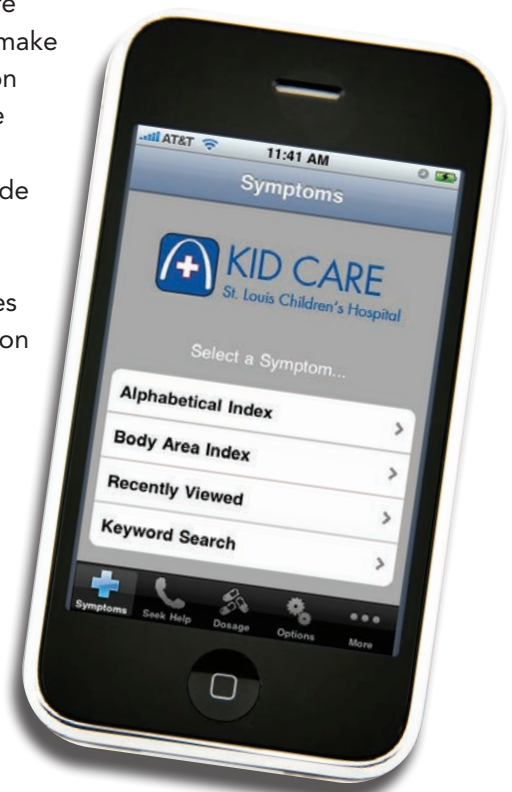 re
make
on
e
de
es
on
AT&T 11:41 AM
Symptoms
KID CARE
St. Louis Children's Hospital
Select a Symptom...
Alphabetical Index
Body Area Index
Recently Viewed
Keyword Search
Symptoms Seek Help Dosage Options More